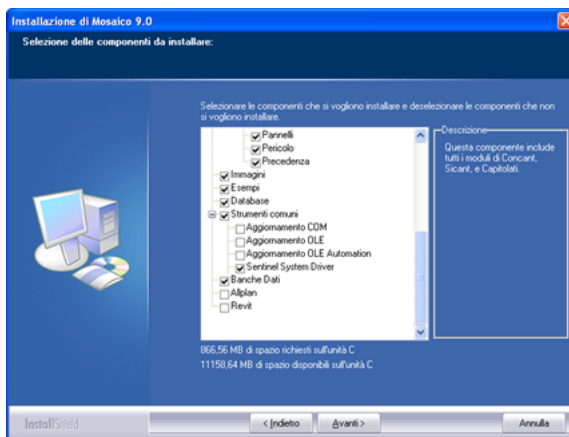 Installazione di Mosaico 9.0
Selezione delle componenti da installare:
Selezionare le componenti che si vogliono installare e deselezionare le componenti che non
si vogliono installare.
Pannelli
Pericolo
Precedenza
Immagini
Esempi
Database
Strumenti comuni
Aggiornamento COM
Aggiornamento OLE
Aggiornamento OLE Automation
Sentinel System Driver
Banche Dati
Allplan
Revit
Descrizione
Questa componente include
tutti i moduli di Concant,
Sicant, e Capitolati.
866,56 MB di spazio richiesti sull'unità C
11158,64 MB di spazio disponibili sull'unità C
InstallShield
< Indietro
Avanti >
Annulla